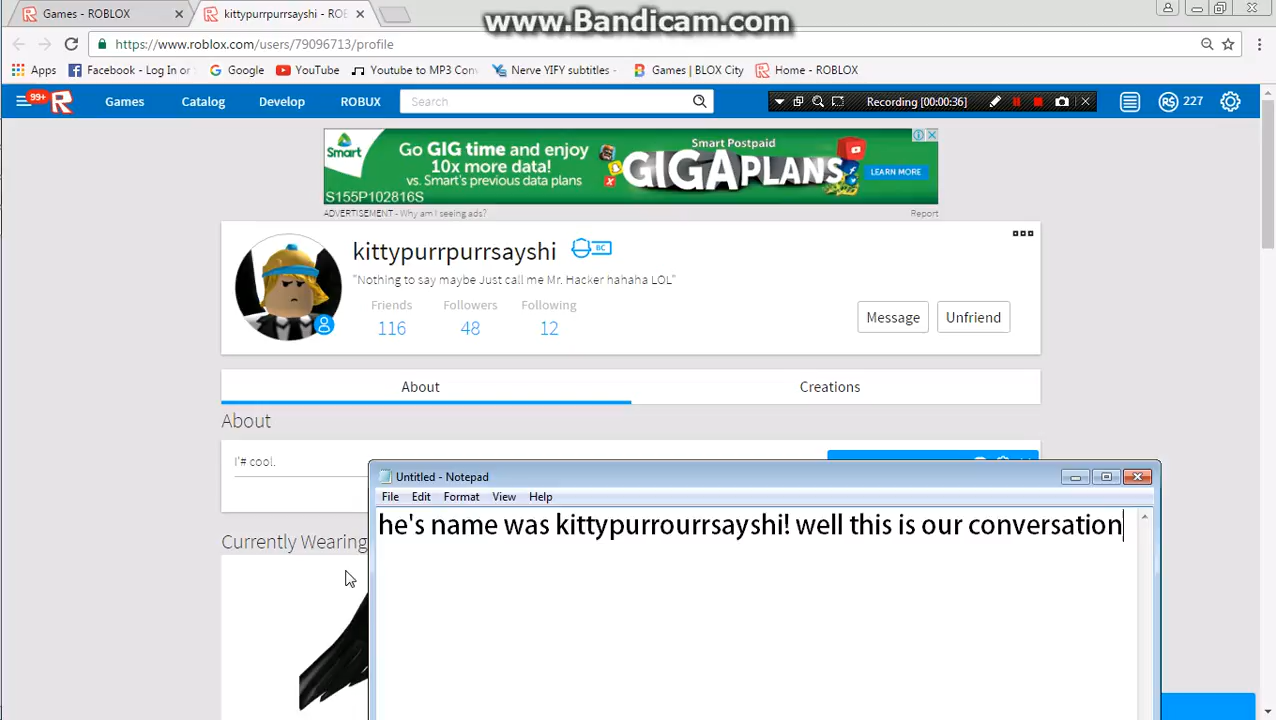 www.Bandicam.com
Games - ROBLOX
kittypurrpurrsayshi - RO
https://www.roblox.com/users/79096713/profile
Apps
Facebook - Log In or
Google
YouTube
Youtube to MP3 Con
Nerve YIFY subtitles -
Games | BLOX City
Home - ROBLOX
99+
Games
Catalog
Develop
ROBUX
Search
Recording [00:00:36]
R$ 227
Smart
Go GIG time and enjoy
10x more data!
vs. Smart's previous data plans
S155P102816S
Smart Postpaid
GIGAPLANS
LEARN MORE
ADVERTISEMENT - Why am I seeing ads?
Report
kittypurrpurrsayshi
BC
"Nothing to say maybe Just call me Mr. Hacker hahaha LOL"
Friends
Followers
Following
116
48
12
Message
Unfriend
About
Creations
About
I'# cool.
Currently Wearing
Untitled - Notepad
File
Edit
Format
View
Help
he's name was kittypurrourrsayshi! well this is our conversation